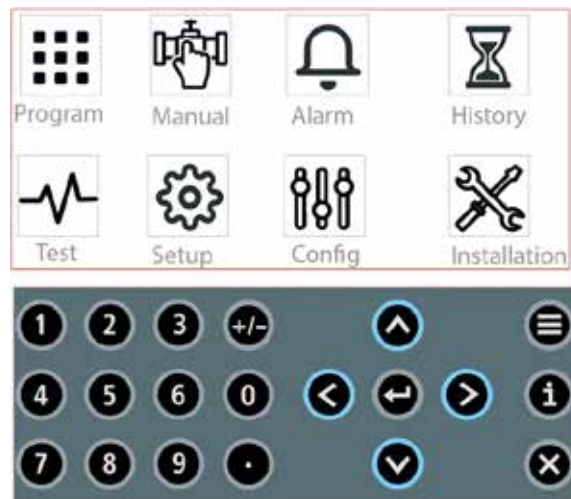 Program Manual Alarm History
Test Setup Config Installation
1 2 3 +/-
4 5 6 0 i
7 8 9 .